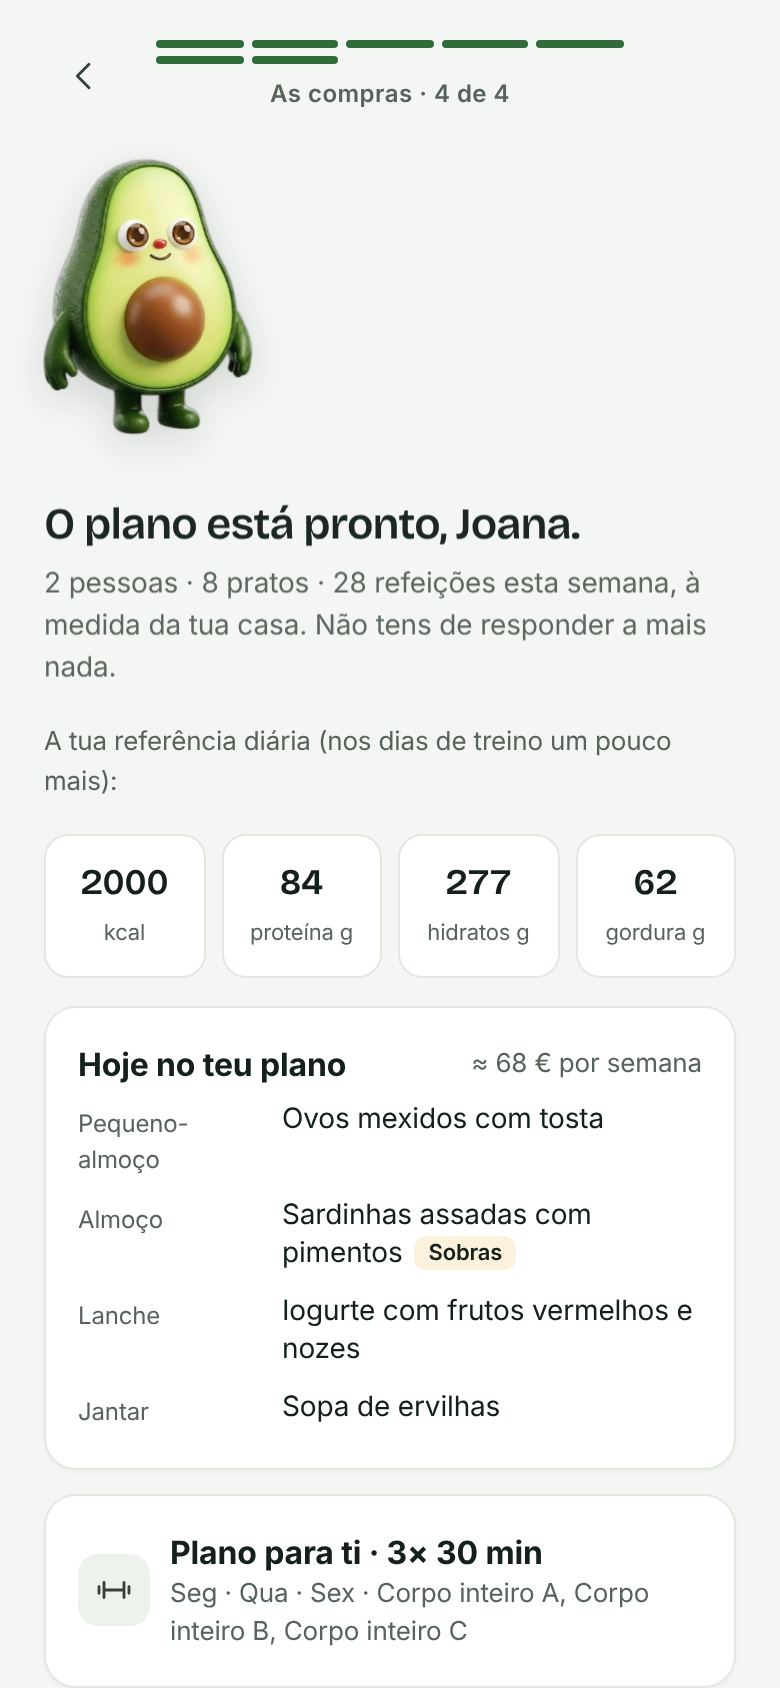 As compras · 4 de 4
O plano está pronto, Joana.
2 pessoas · 8 pratos · 28 refeições esta semana, à
medida da tua casa. Não tens de responder a mais
nada.
A tua referência diária (nos dias de treino um pouco
mais):
2000
kcal
84
proteína g
277
hidratos g
62
gordura g
Hoje no teu plano
≈ 68 € por semana
Pequeno-
almoço
Ovos mexidos com tosta
Almoço
Sardinhas assadas com
pimentos Sobras
Lanche
Iogurte com frutos vermelhos e
nozes
Jantar
Sopa de ervilhas
Plano para ti · 3× 30 min
Seg · Qua · Sex · Corpo inteiro A, Corpo
inteiro B, Corpo inteiro C